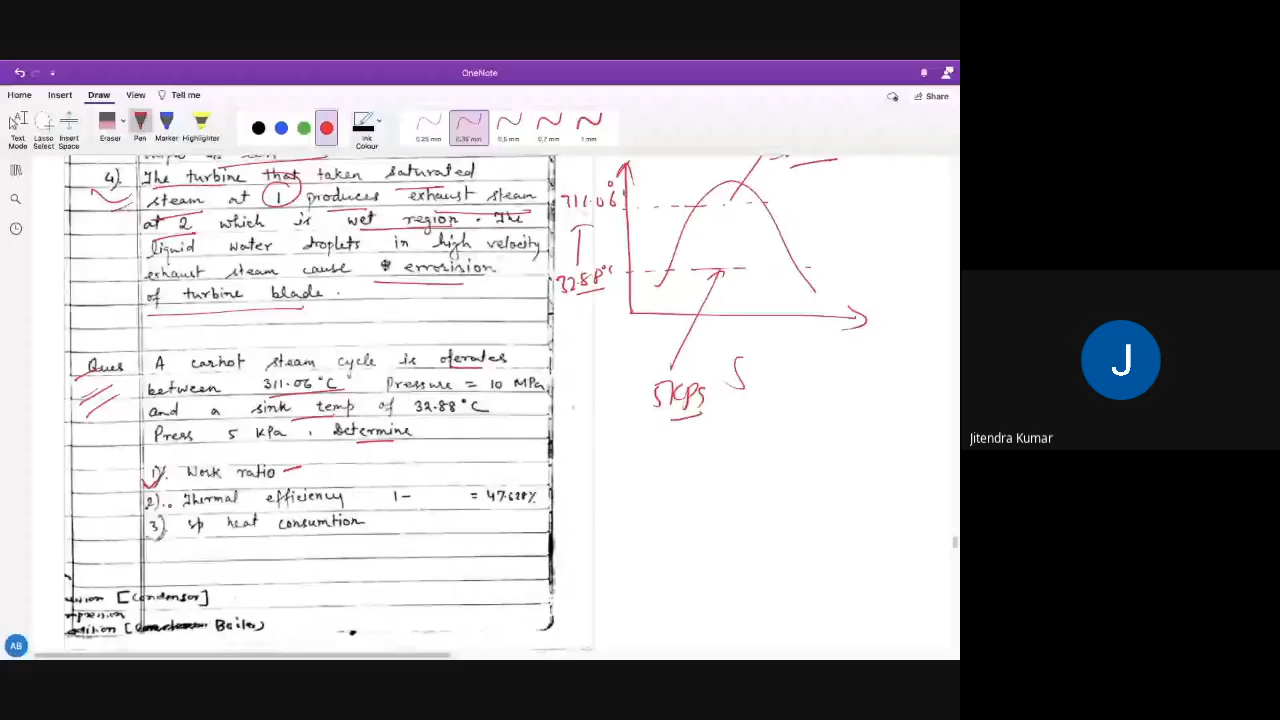 OneNote
Home Insert Draw View Tell me
Share
Text Mode Lasso Select Insert Space Eraser Pen Marker Highlighter Ink Colour 0.25 mm 0.35 mm 0.5 mm 0.7 mm 1 mm
4). The turbine that taken saturated
steam at 1 produces exhaust steam
at 2 which is wet region. The
liquid water droplets in high velocity
exhaust steam cause errorision
of turbine blade.
Ques A carnot steam cycle is operates
between 311.06°C Pressure = 10 MPa
and a sink temp of 32.88°C
Press 5 kPa. Determine
1). Work ratio
2).. Thermal efficiency 1- = 47.628%
3) sp heat consumtion
[Condensor]
Boiler)
311.06°
32.88°C
5KPs
AB
J
Jitendra Kumar